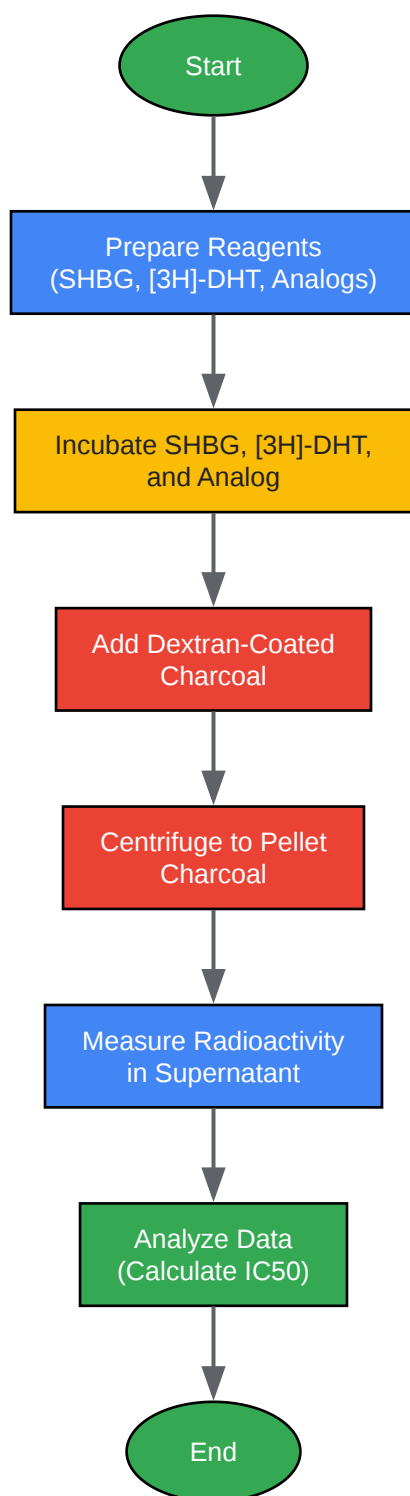 Start
Prepare Reagents
(SHBG, [3H]-DHT, Analogs)
Incubate SHBG, [3H]-DHT,
and Analog
Add Dextran-Coated
Charcoal
Centrifuge to Pellet
Charcoal
Measure Radioactivity
in Supernatant
Analyze Data
(Calculate IC50)
End